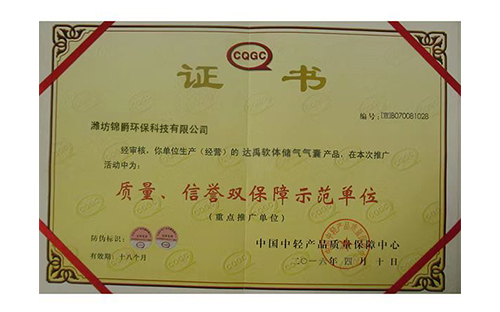 CQGC
证书
编号:
潍坊锦爵环保科技有限公司
经审核,你单位生产(经营)的 达禹软体储气气囊 产品,在本次推广
活动中为:
质量、信誉双保障示范单位
(重点推广单位)
防伪标识:
中国中轻产品质量保障中心
有效期:十八个月
二〇一六年 四 月 十 日